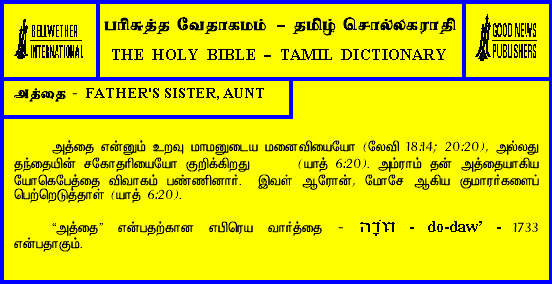 BELLWETHER
INTERNATIONAL
பரிசுத்த வேதாகமம் – தமிழ் சொல்லகராதி
THE HOLY BIBLE – TAMIL DICTIONARY
GOOD NEWS
PUBLISHERS
அத்தை - FATHER'S SISTER, AUNT
அத்தை என்னும் உறவு மாமனுடைய மனைவியையோ (லேவி 18:14; 20:20), அல்லது
தந்தையின் சகோதரியையோ குறிக்கிறது (யாத் 6:20). அம்ராம் தன் அத்தையாகிய
யோகெபேத்தை விவாகம் பண்ணினார். இவள் ஆரோன், மோசே ஆகிய குமாரர்களைப்
பெற்றெடுத்தாள் (யாத் 6:20).
“அத்தை” என்பதற்கான எபிரெய வார்த்தை - דּוֹדָה - do-daw’ - 1733
என்பதாகும்.